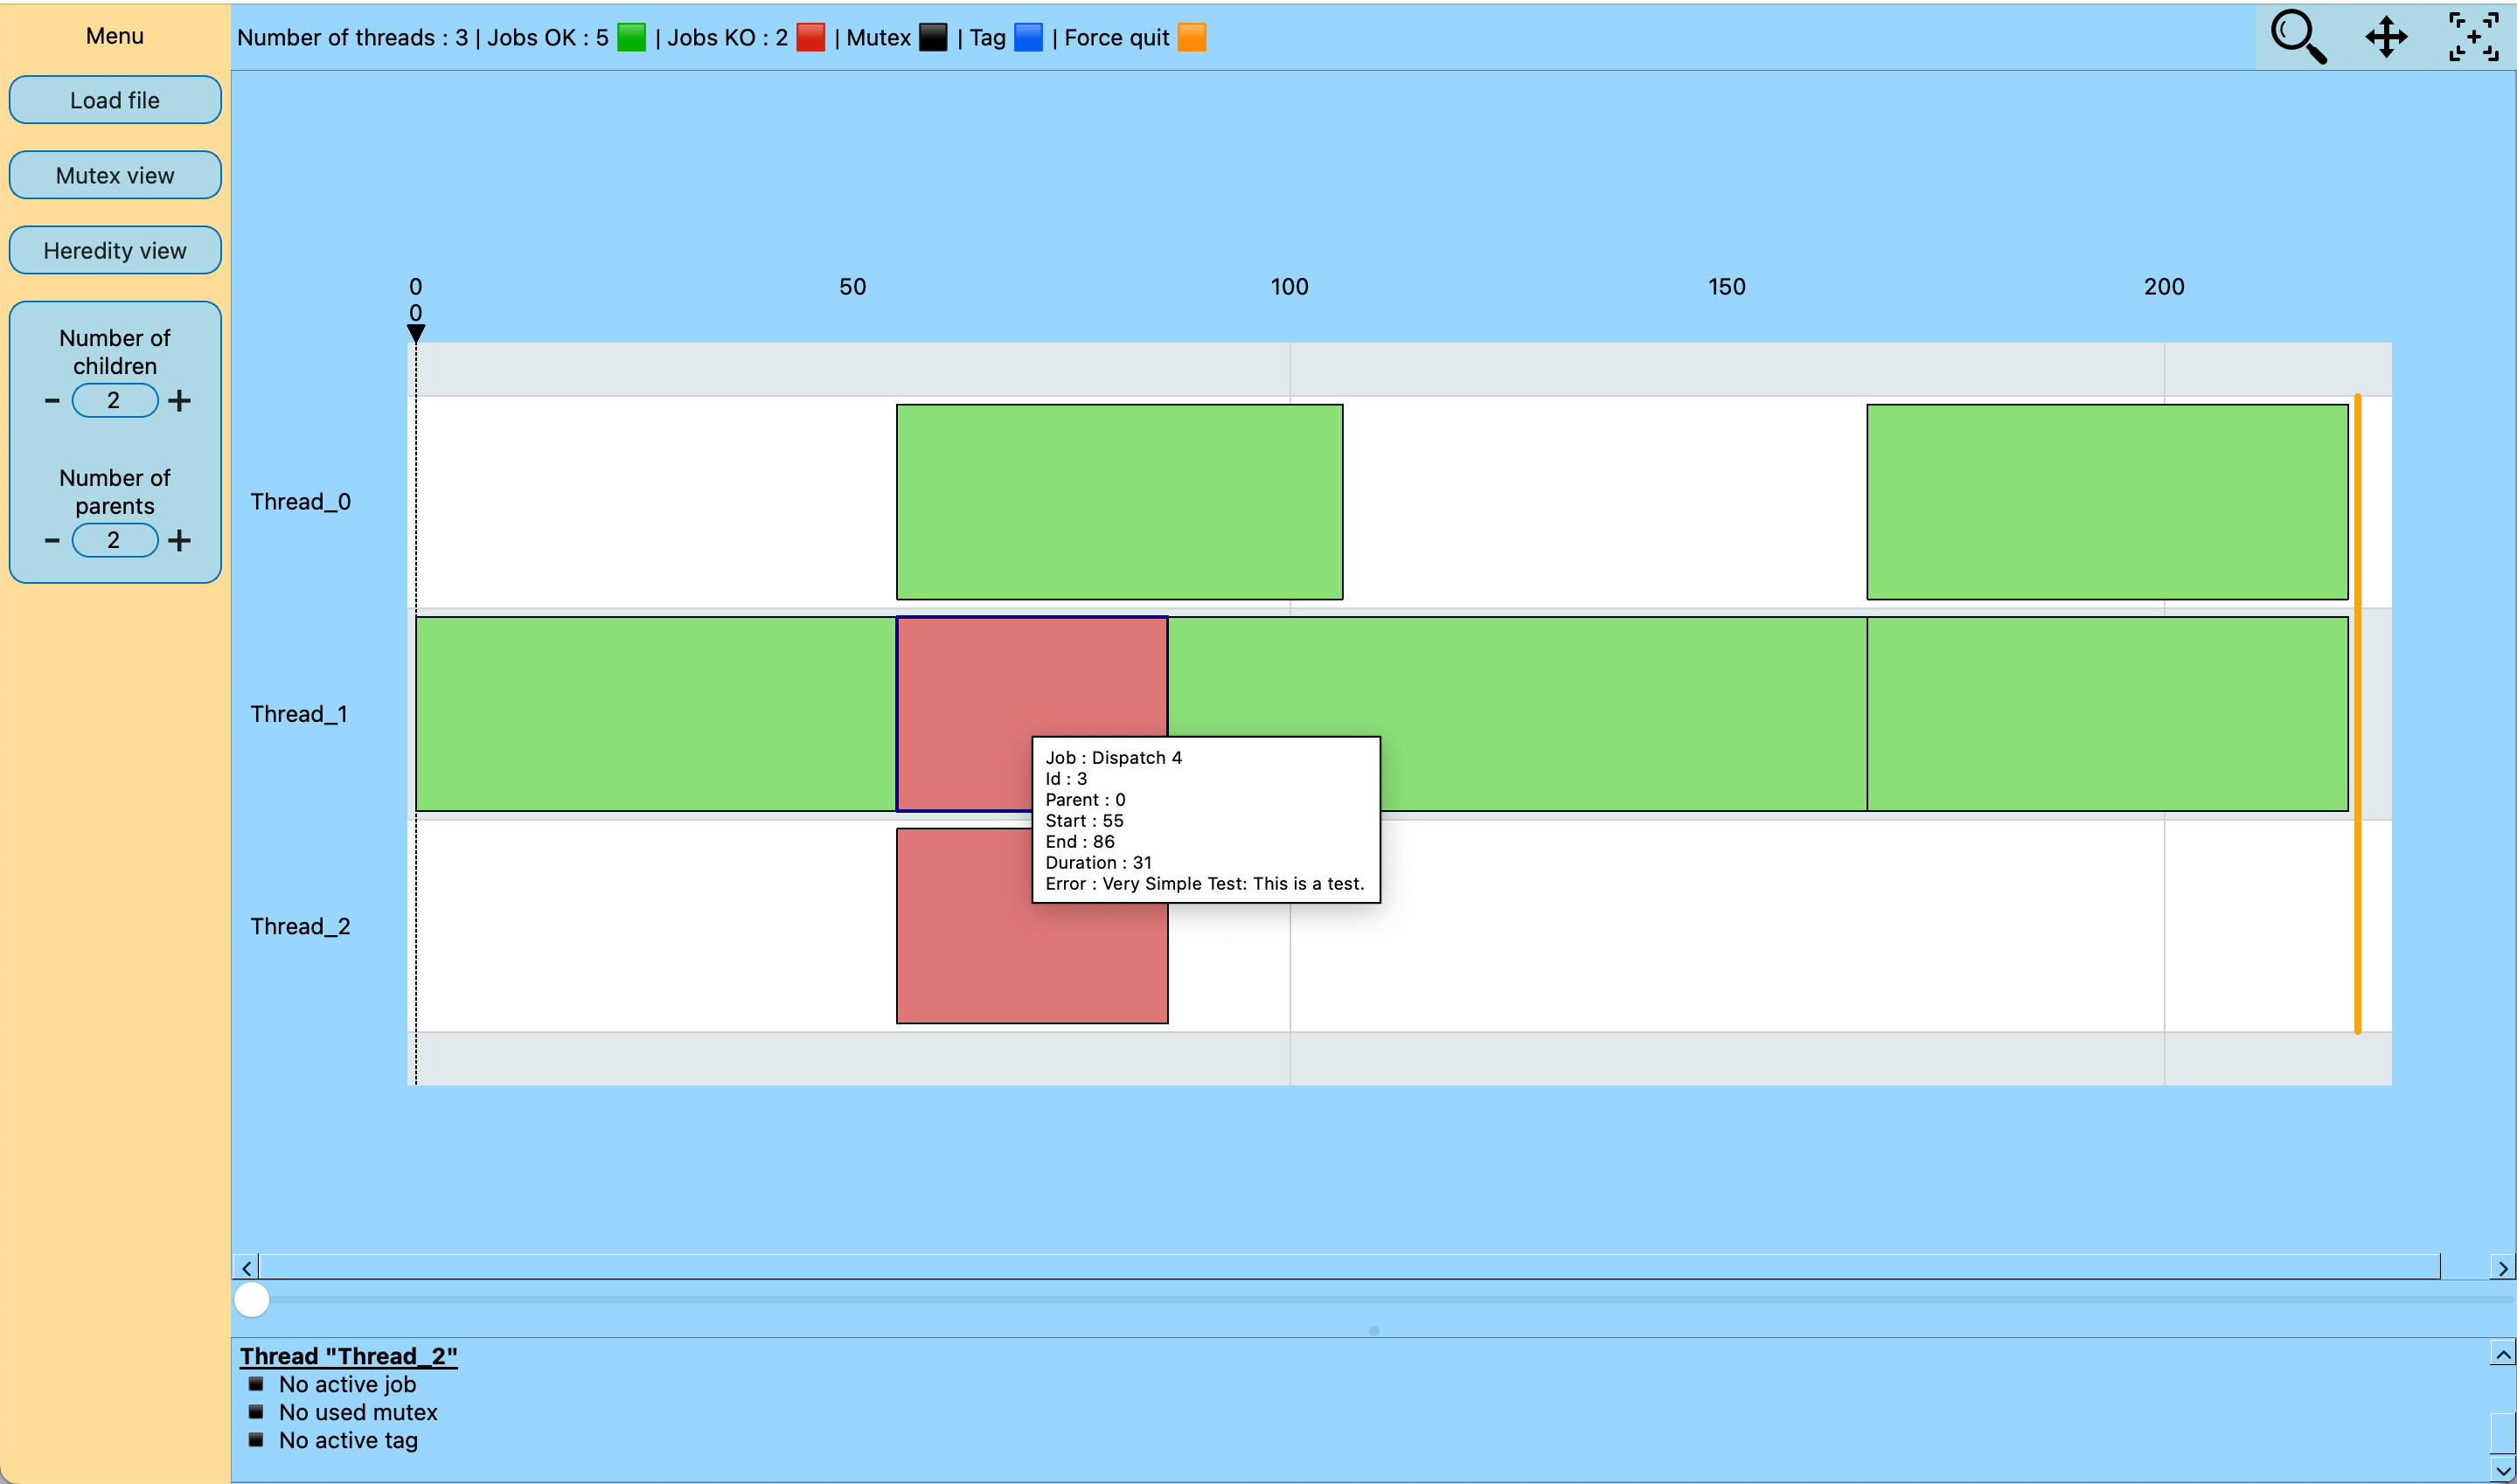 Menu
Load file
Mutex view
Heredity view
Number of
children
- 2 +
Number of
parents
- 2 +
Number of threads : 3 | Jobs OK : 5 | Jobs KO : 2 | Mutex | Tag | Force quit
0 50 100 150 200
0
Thread_0
Thread_1
Thread_2
Job : Dispatch 4
Id : 3
Parent : 0
Start : 55
End : 86
Duration : 31
Error : Very Simple Test: This is a test.
Thread "Thread_2"
No active job
No used mutex
No active tag